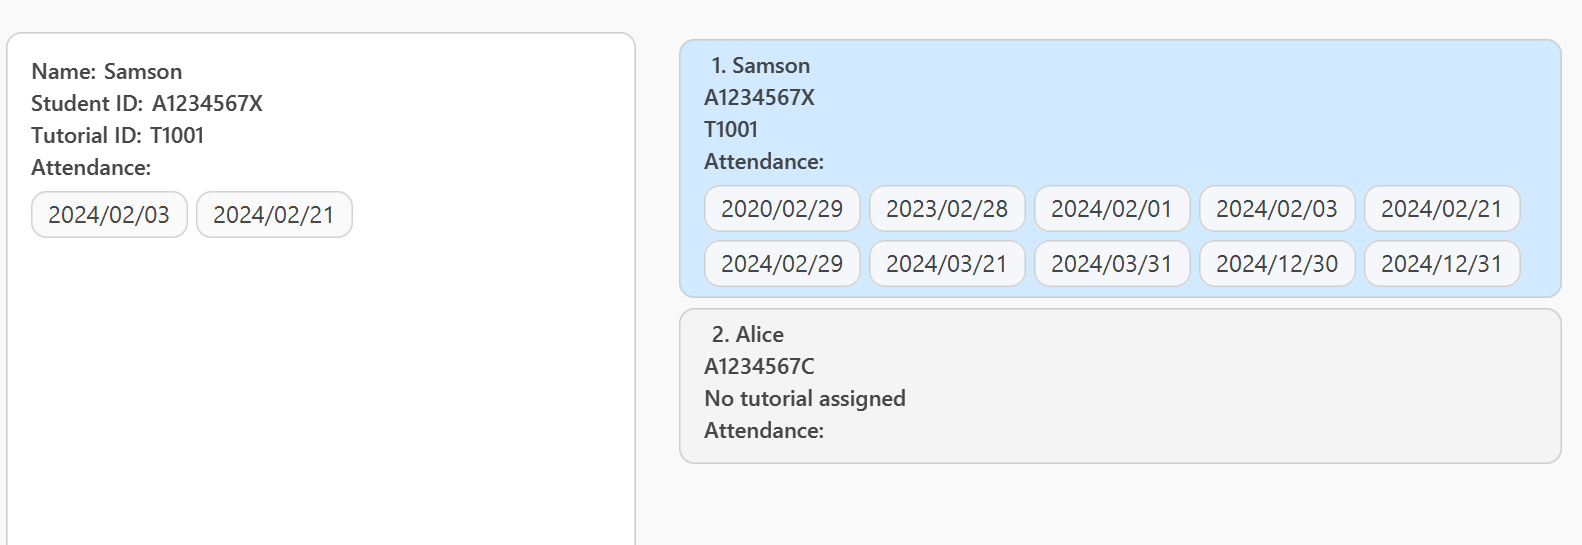 Name: Samson
Student ID: A1234567X
Tutorial ID: T1001
Attendance:
2024/02/03 2024/02/21
1. Samson
A1234567X
T1001
Attendance:
2020/02/29 2023/02/28 2024/02/01 2024/02/03 2024/02/21
2024/02/29 2024/03/21 2024/03/31 2024/12/30 2024/12/31
2. Alice
A1234567C
No tutorial assigned
Attendance: